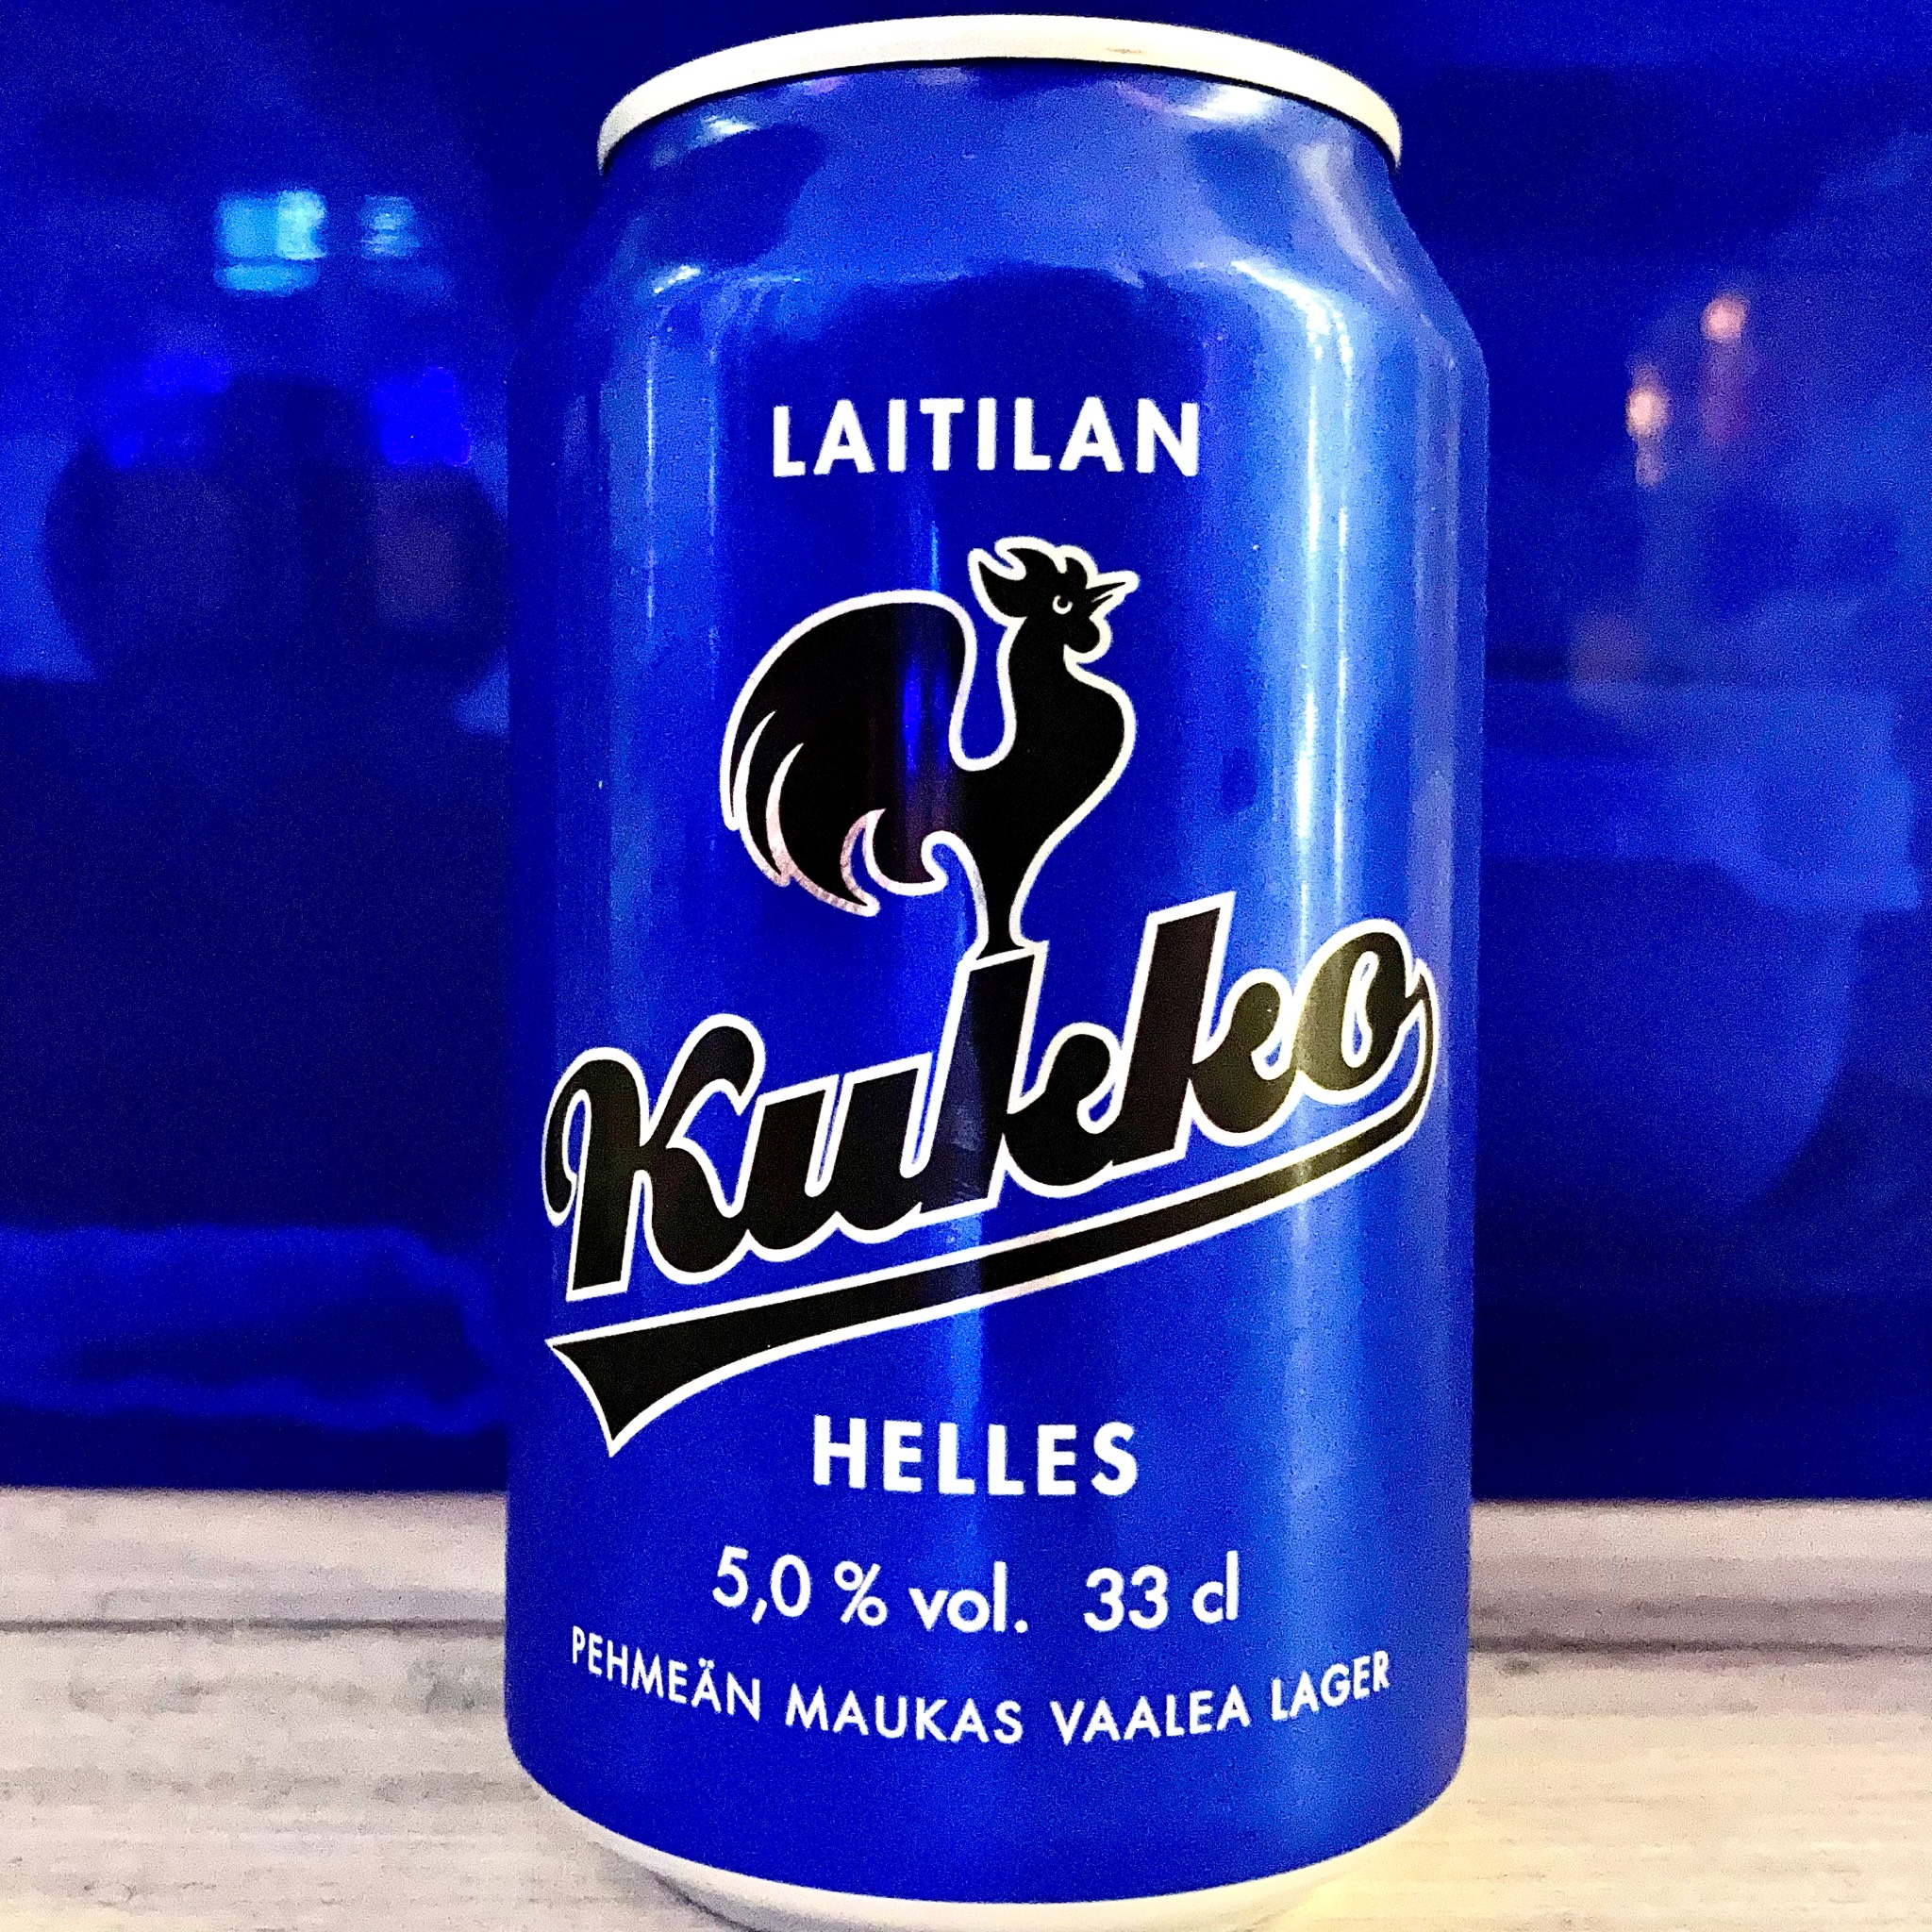 LAITILAN
Kukko
HELLES
5,0 % vol. 33 cl
PEHMEÄN MAUKAS VAALEA LAGER